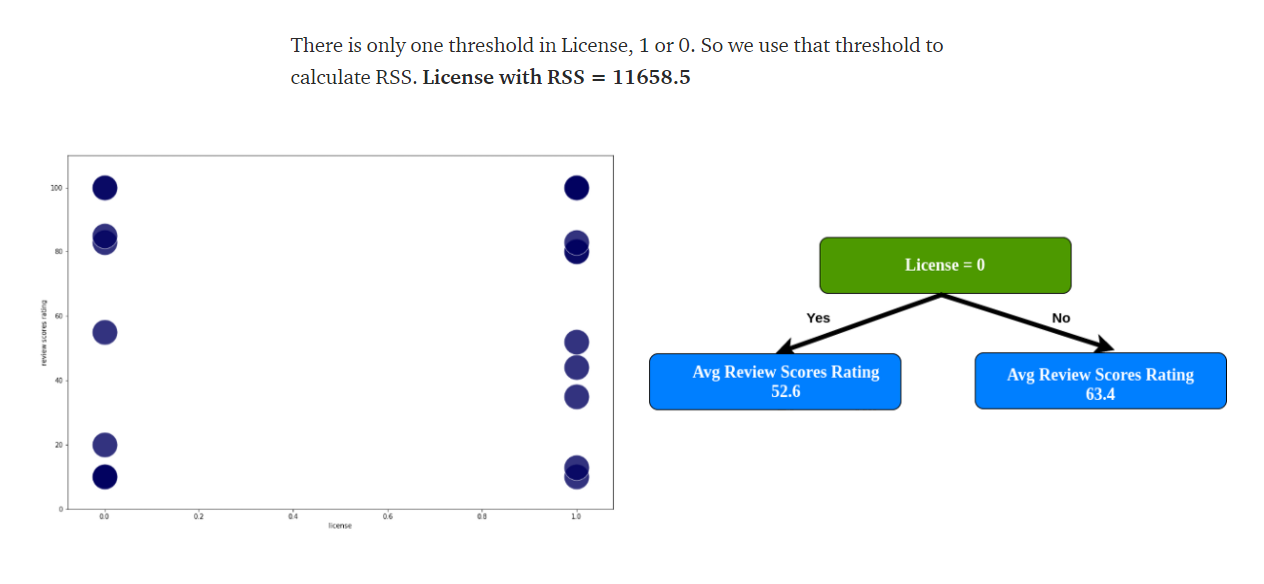 There is only one threshold in License, 1 or 0. So we use that threshold to
calculate RSS. License with RSS = 11658.5
100
80
60
40
20
0
review scores rating
0.0 0.2 0.4 0.6 0.8 1.0
license
License = 0
Yes
No
Avg Review Scores Rating
52.6
Avg Review Scores Rating
63.4